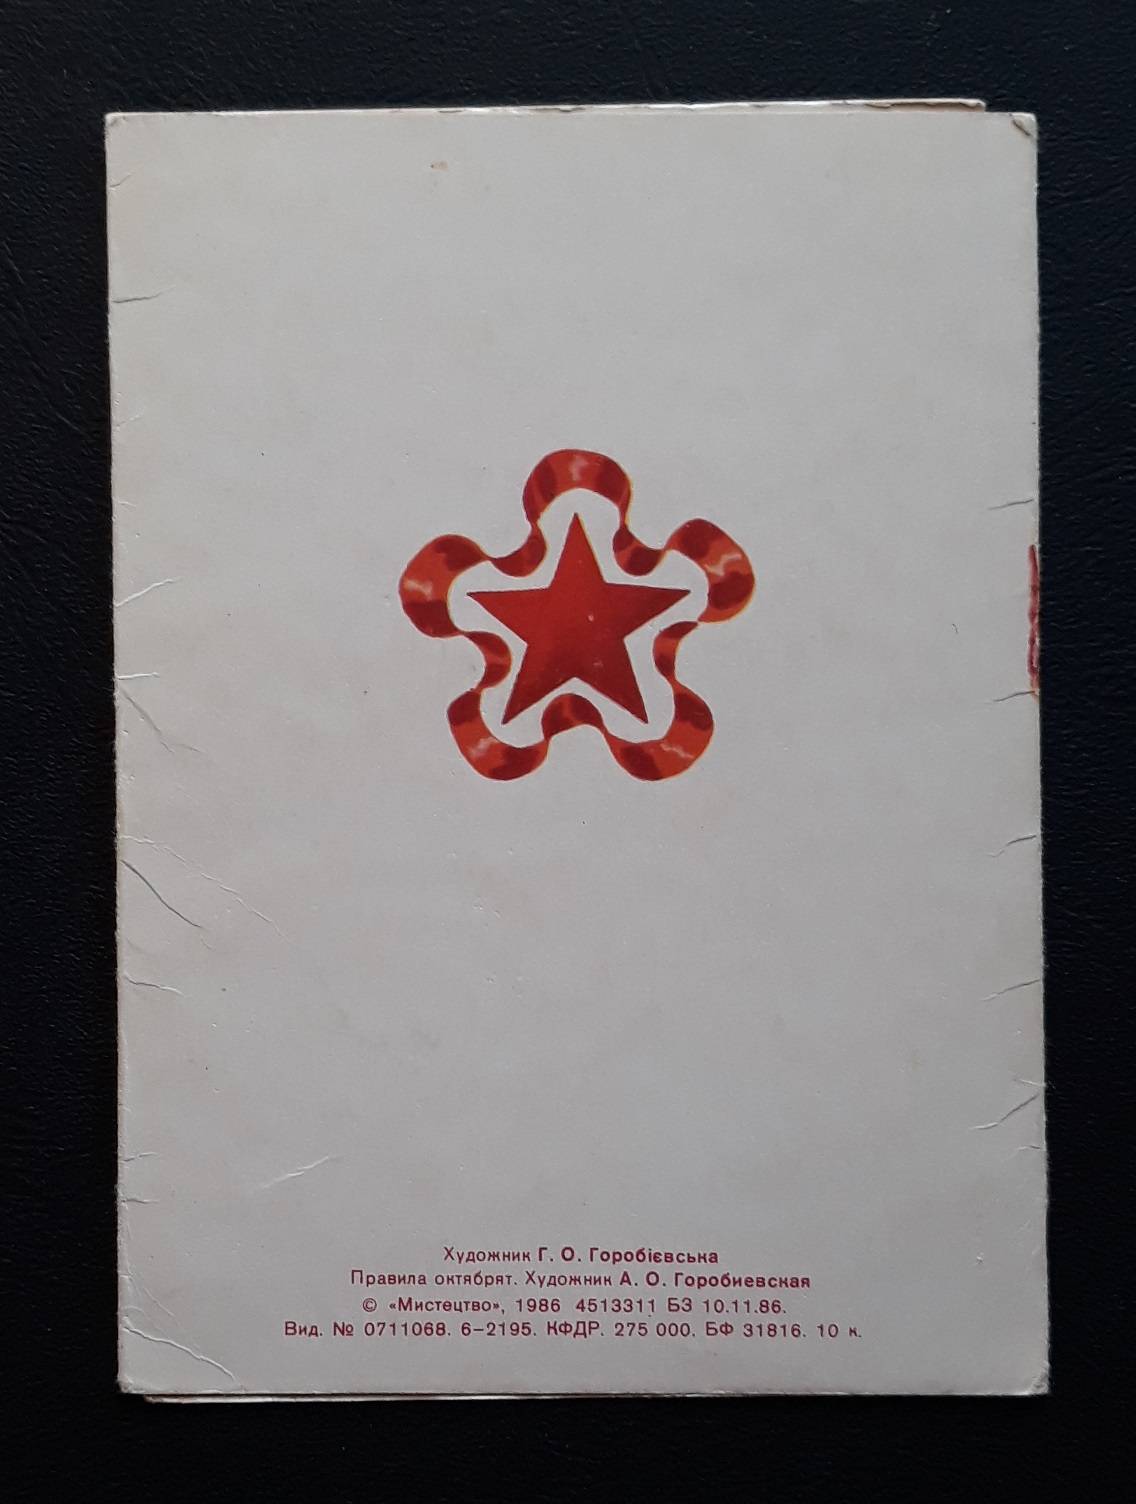 Художник Г. О. Горобієвська
Правила октябрят. Художник А. О. Горобиевская
© «Мистецтво», 1986 4513311 БЗ 10.11.86.
Вид. № 0711068. 6–2195. КФДР. 275 000. БФ 31816. 10 к.